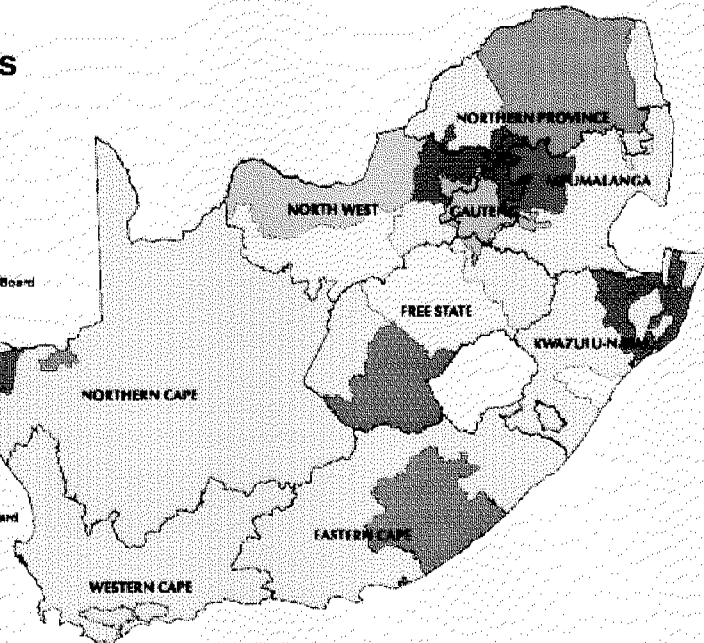 S
NORTHERN PROVINCE
MPUMALANGA
NORTH WEST
GAUTENG
Board
FREE STATE
KWAZULU-NATAL
NORTHERN CAPE
ard
EASTERN CAPE
WESTERN CAPE